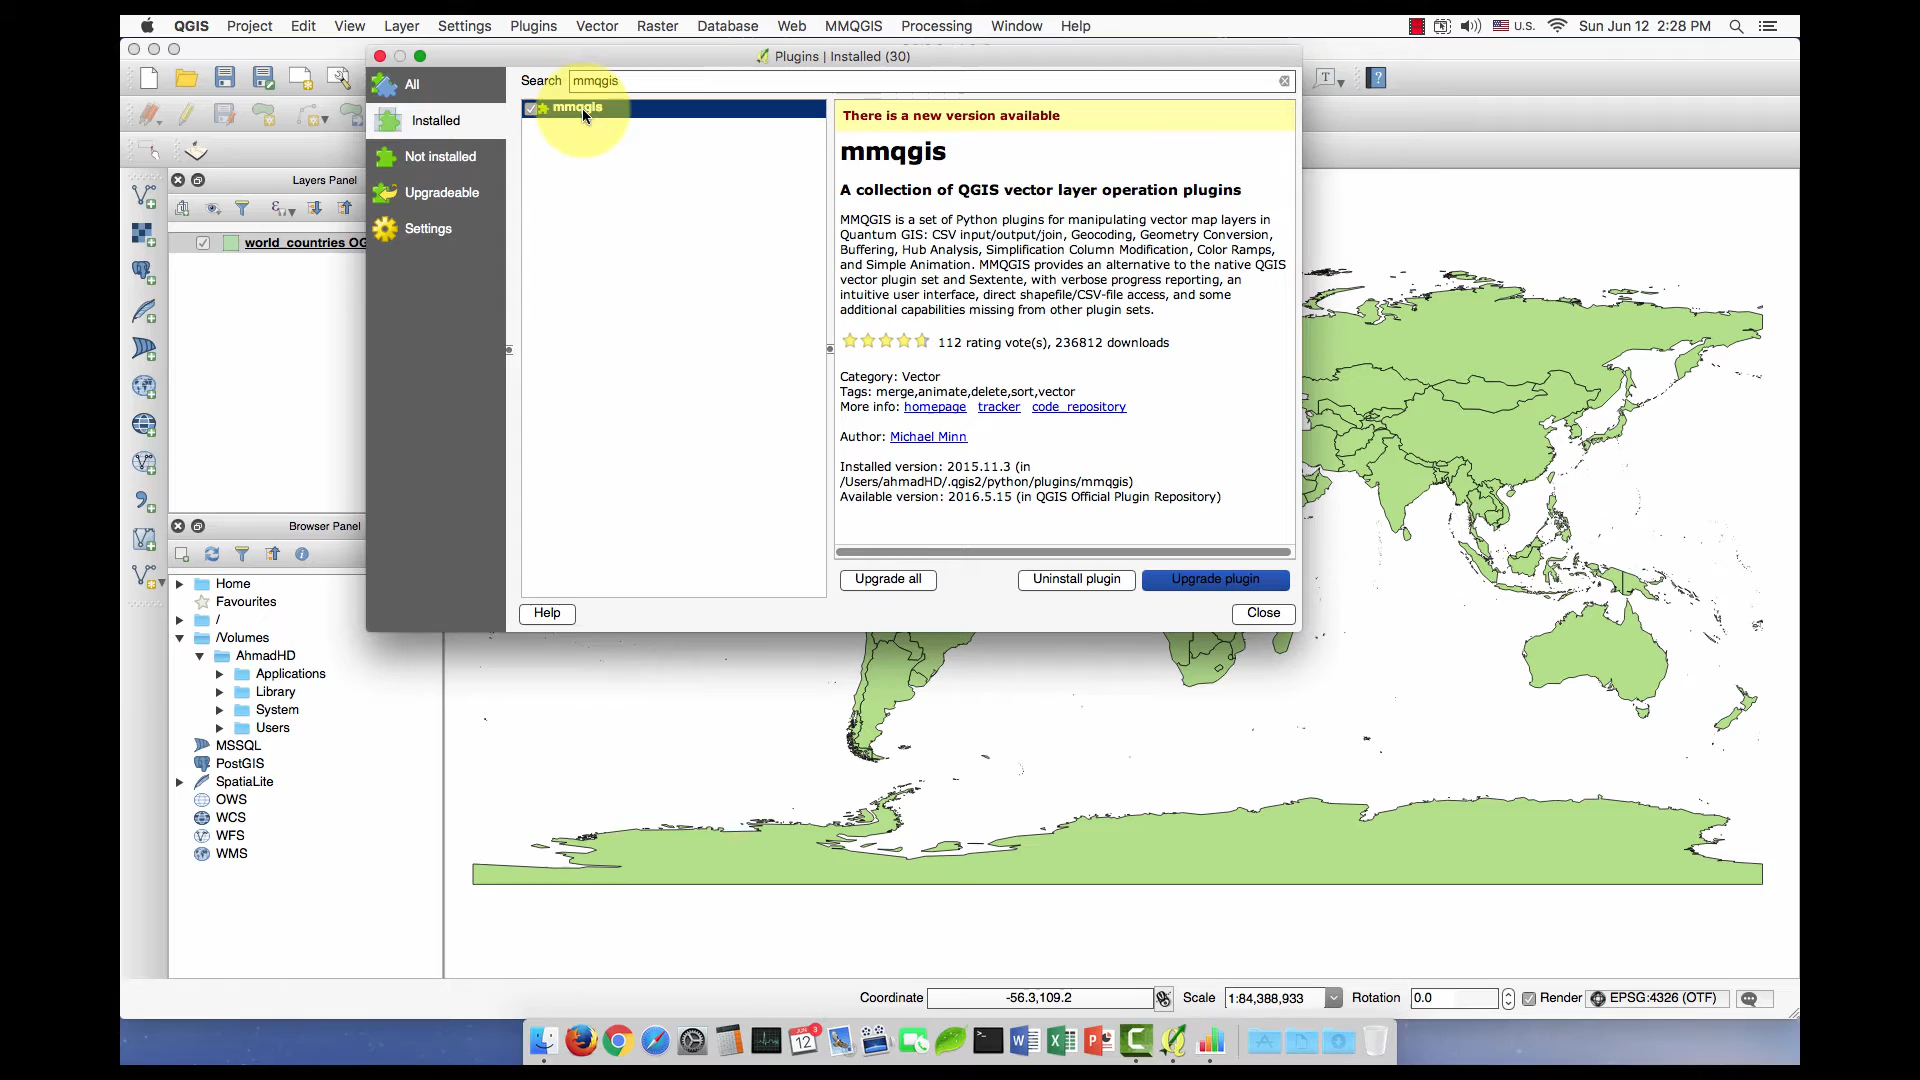 QGIS Project Edit View Layer Settings Plugins Vector Raster Database Web MMQGIS Processing Window Help U.S. Sun Jun 12 2:28 PM
Plugins | Installed (30)
All
Installed
Not installed
Upgradeable
Settings
Search mmqgis
mmqgis
There is a new version available
mmqgis
A collection of QGIS vector layer operation plugins
MMQGIS is a set of Python plugins for manipulating vector map layers in
Quantum GIS: CSV input/output/join, Geocoding, Geometry Conversion,
Buffering, Hub Analysis, Simplification Column Modification, Color Ramps,
and Simple Animation. MMQGIS provides an alternative to the native QGIS
vector plugin set and Sextente, with verbose progress reporting, an
intuitive user interface, direct shapefile/CSV-file access, and some
additional capabilities missing from other plugin sets.
112 rating vote(s), 236812 downloads
Category: Vector
Tags: merge,animate,delete,sort,vector
More info: homepage tracker code_repository
Author: Michael Minn
Installed version: 2015.11.3 (in
/Users/ahmadHD/.qgis2/python/plugins/mmqgis)
Available version: 2016.5.15 (in QGIS Official Plugin Repository)
Upgrade all Uninstall plugin Upgrade plugin
Help Close
Layers Panel
world_countries OG
Browser Panel
Home
Favourites
/
/Volumes
AhmadHD
Applications
Library
System
Users
MSSQL
PostGIS
SpatiaLite
OWS
WCS
WFS
WMS
Coordinate -56.3,109.2 Scale 1:84,388,933 Rotation 0.0 Render EPSG:4326 (OTF)
3
12